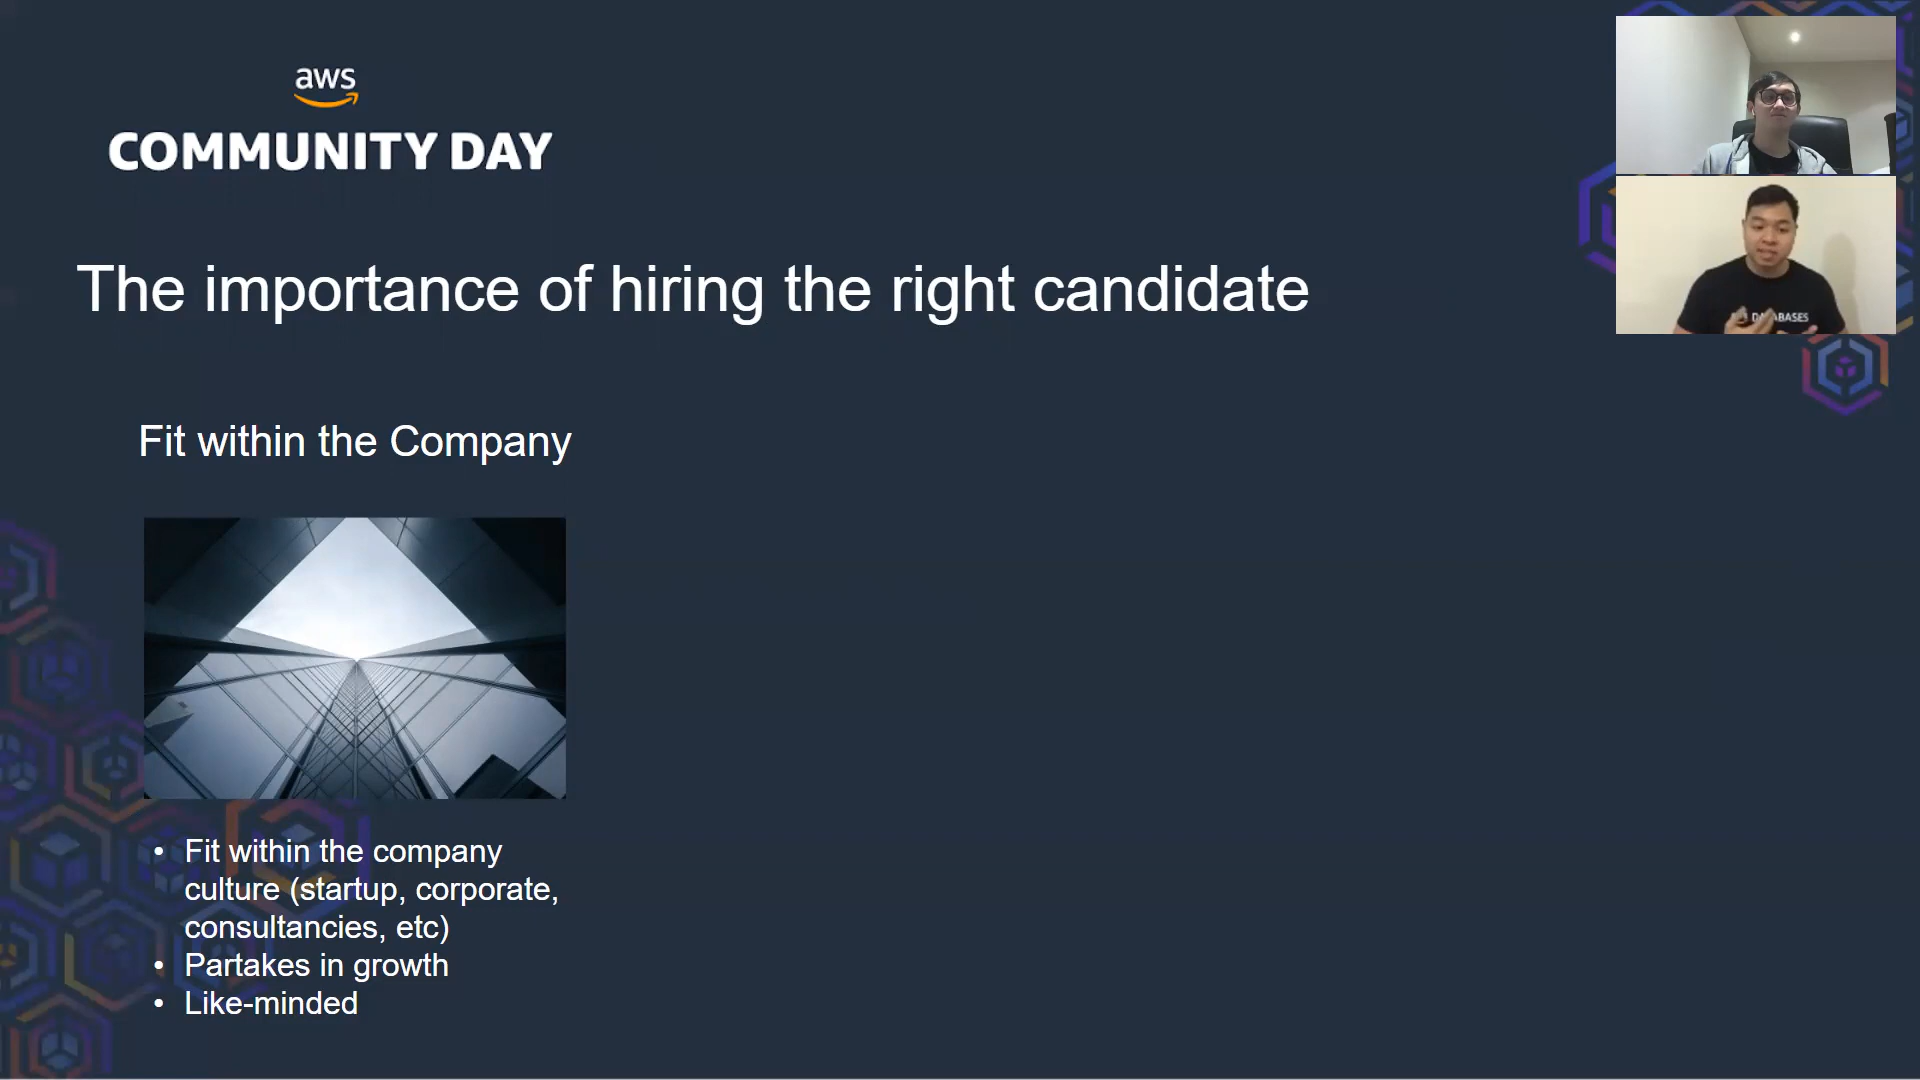 aws
COMMUNITY DAY
The importance of hiring the right candidate
Fit within the Company
• Fit within the company
culture (startup, corporate,
consultancies, etc)
• Partakes in growth
• Like-minded